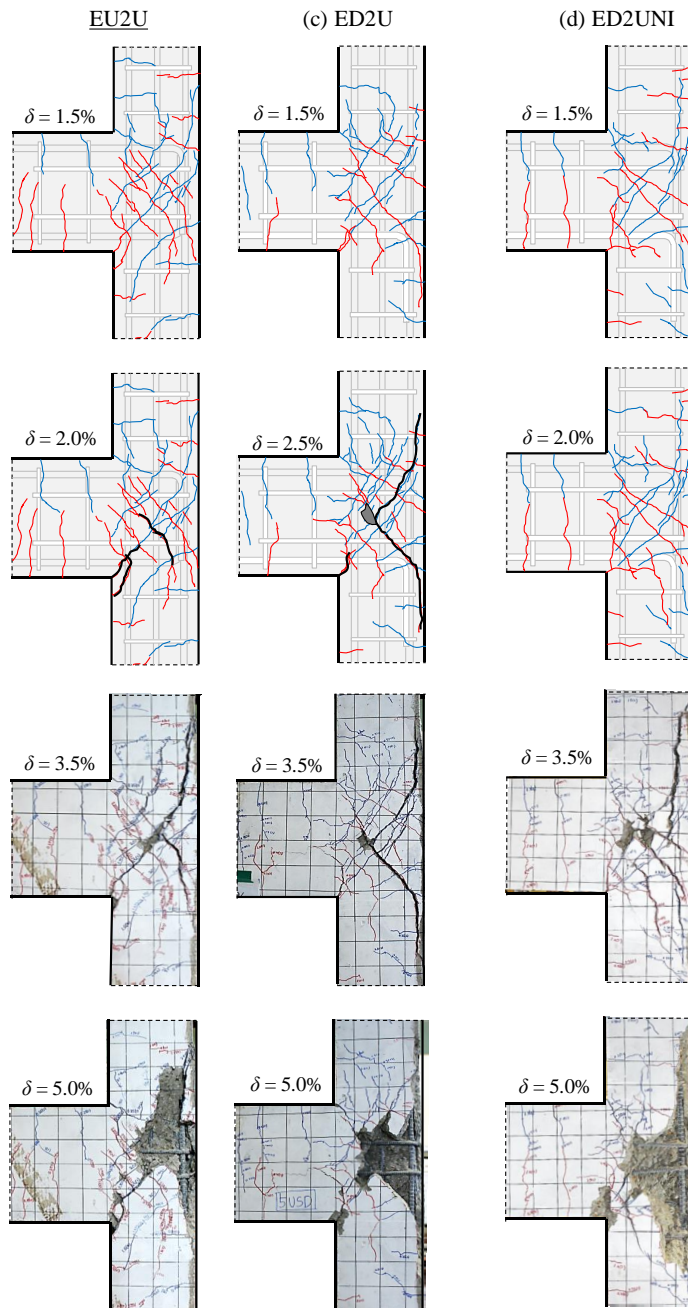 EU2U (c) ED2U (d) ED2UNI
δ = 1.5% δ = 1.5% δ = 1.5%
δ = 2.0% δ = 2.5% δ = 2.0%
δ = 3.5% δ = 3.5% δ = 3.5%
δ = 5.0% δ = 5.0% δ = 5.0%
5USD